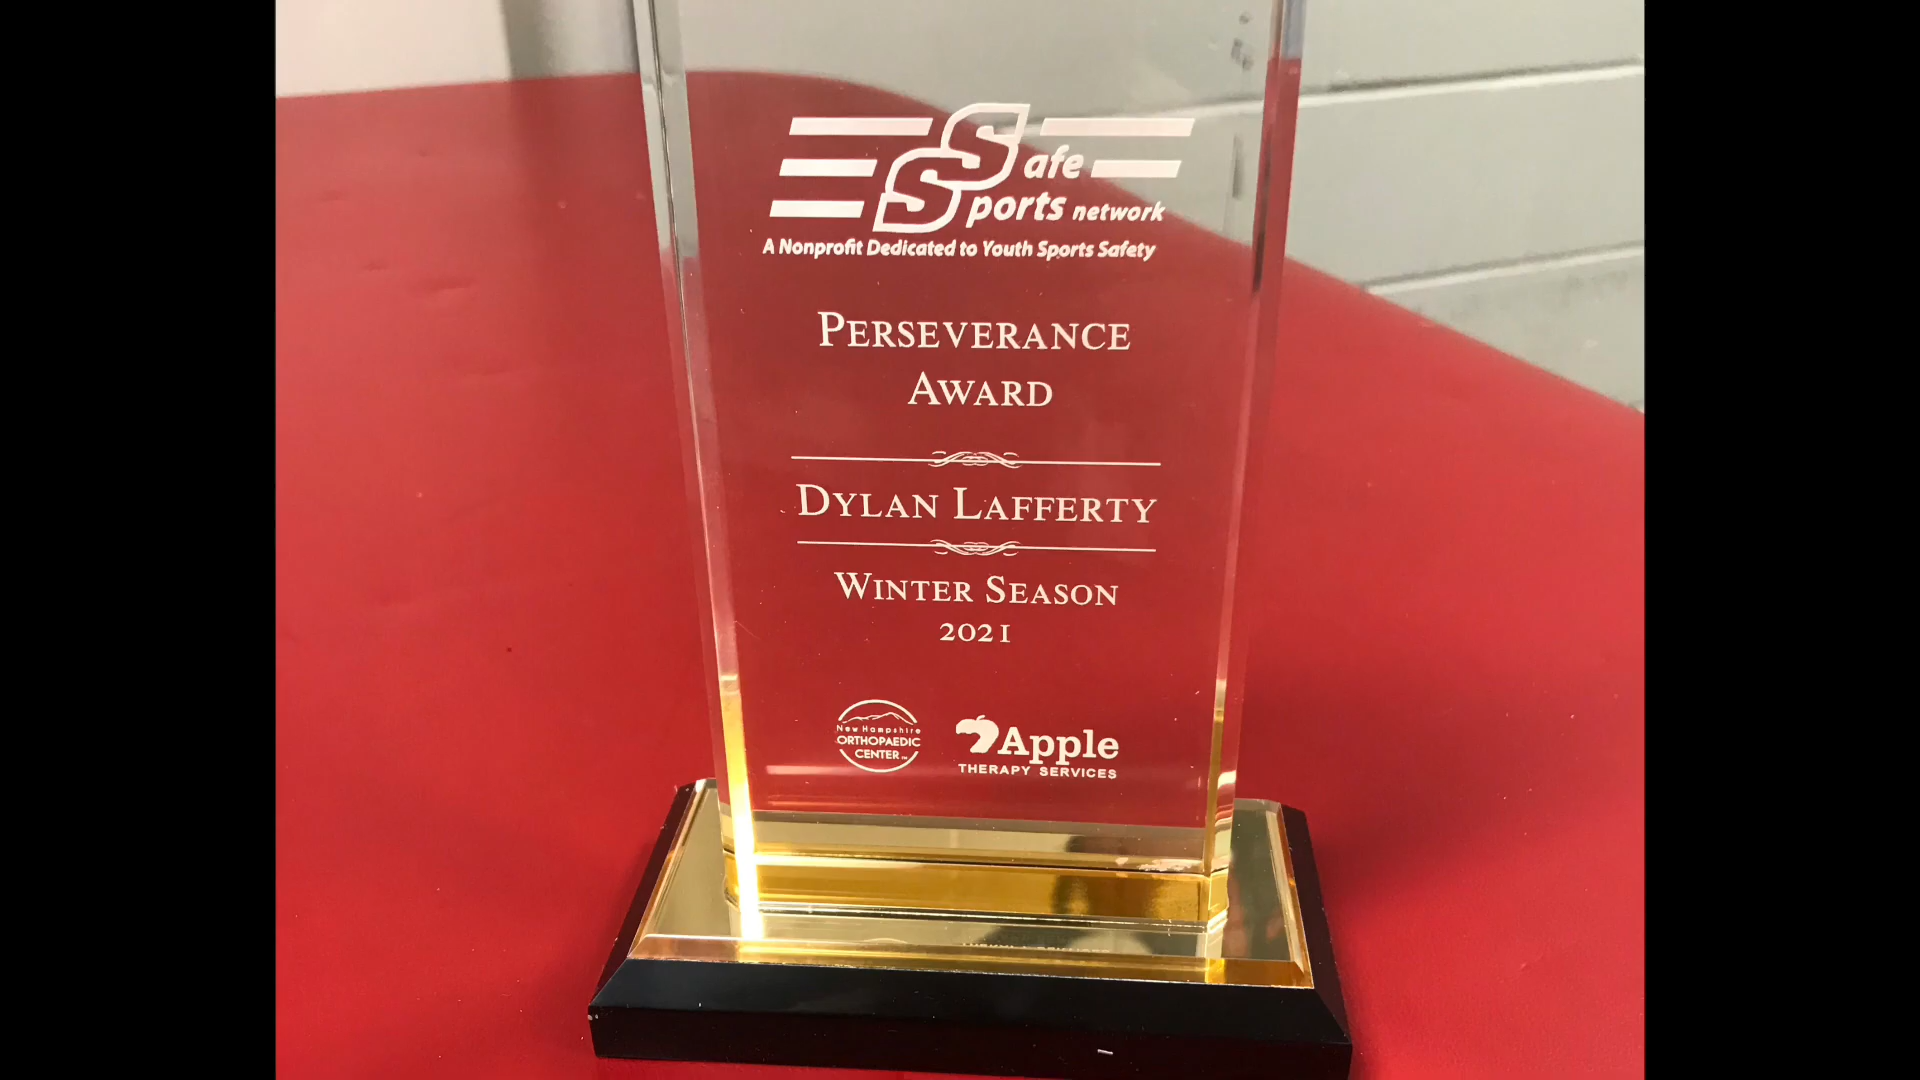 Safe
Sports network
A Nonprofit Dedicated to Youth Sports Safety
PERSEVERANCE
AWARD
DYLAN LAFFERTY
WINTER SEASON
2021
New Hampshire
ORTHOPAEDIC
CENTER TM
Apple
THERAPY SERVICES